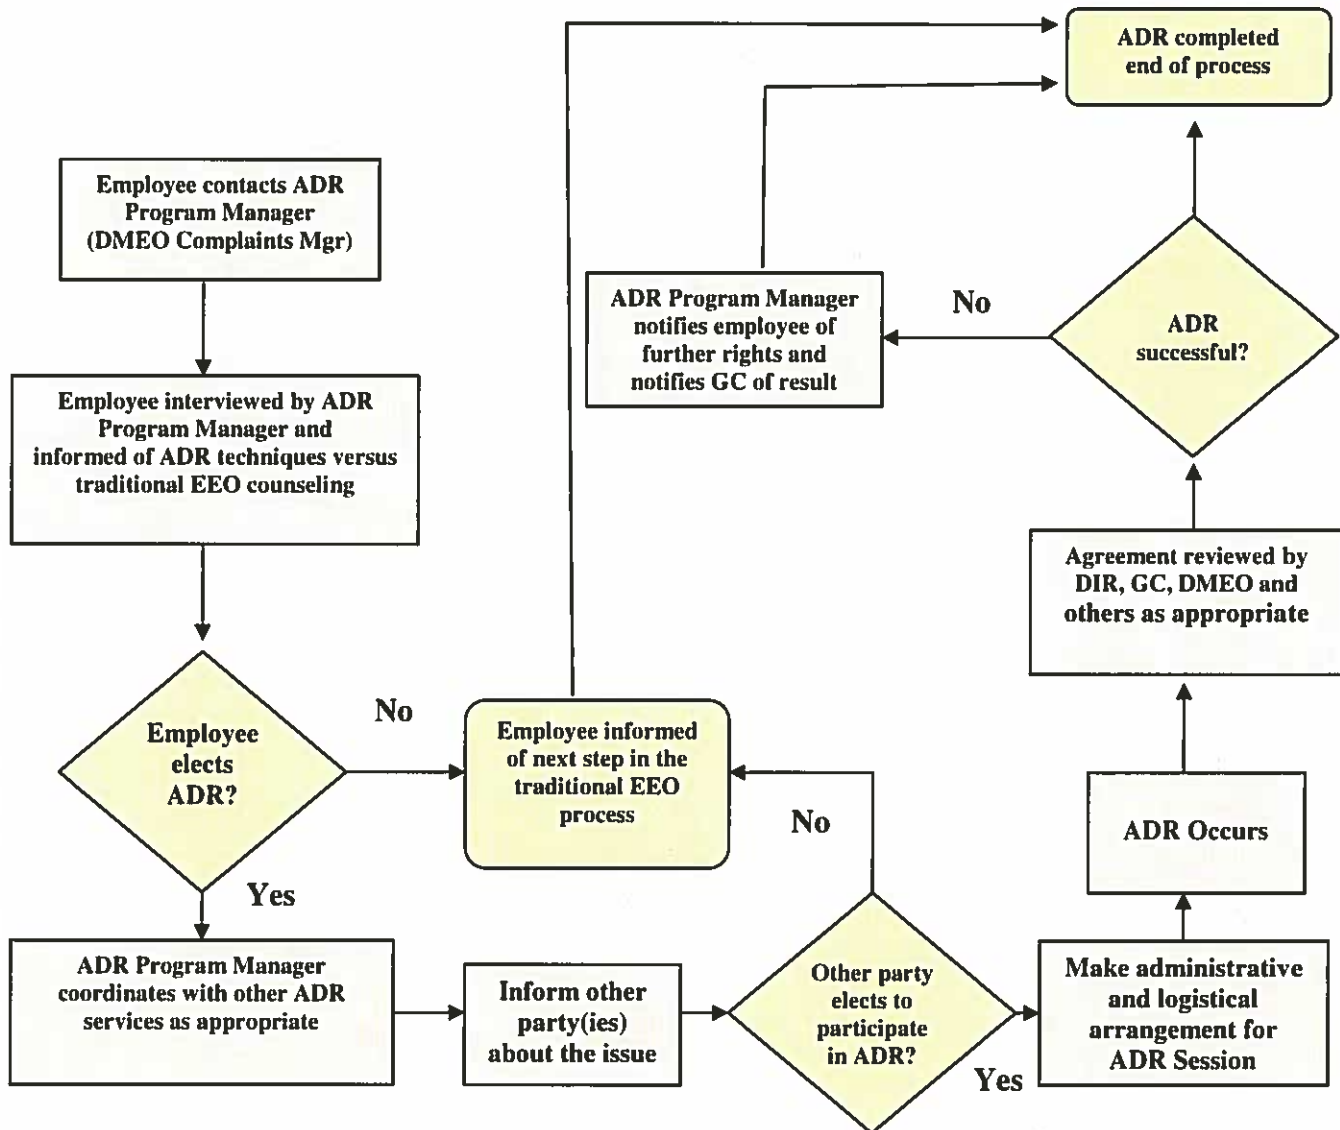 ADR completed
end of process
Employee contacts ADR
Program Manager
(DMEO Complaints Mgr)
Employee interviewed by ADR
Program Manager and
informed of ADR techniques versus
traditional EEO counseling
Employee
elects
ADR?
No
Yes
Employee informed
of next step in the
traditional EEO
process
ADR Program Manager
coordinates with other ADR
services as appropriate
Inform other
party(ies)
about the issue
Other party
elects to
participate
in ADR?
No
Yes
Make administrative
and logistical
arrangement for
ADR Session
ADR Occurs
Agreement reviewed by
DIR, GC, DMEO and
others as appropriate
ADR
successful?
No
ADR Program Manager
notifies employee of
further rights and
notifies GC of result